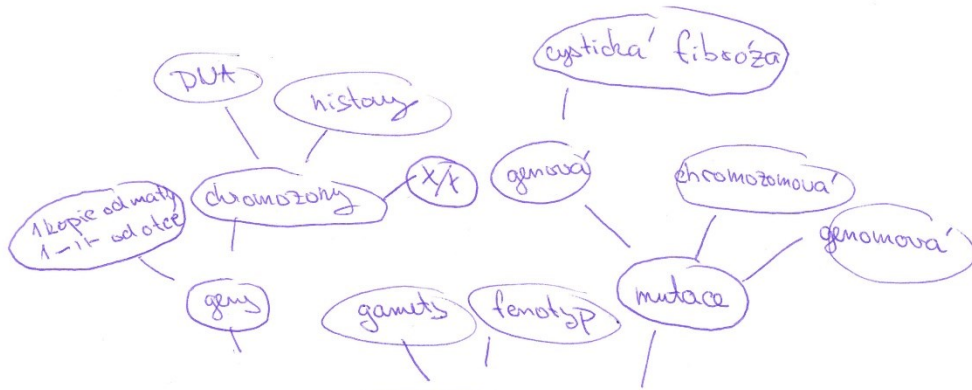 cystická fibróza
DNA
histony
genová
chromozomová
chromozomy
X/Y
1 kopie od matky
1 -11- od otce
genomová
geny
gamety
fenotyp
mutace